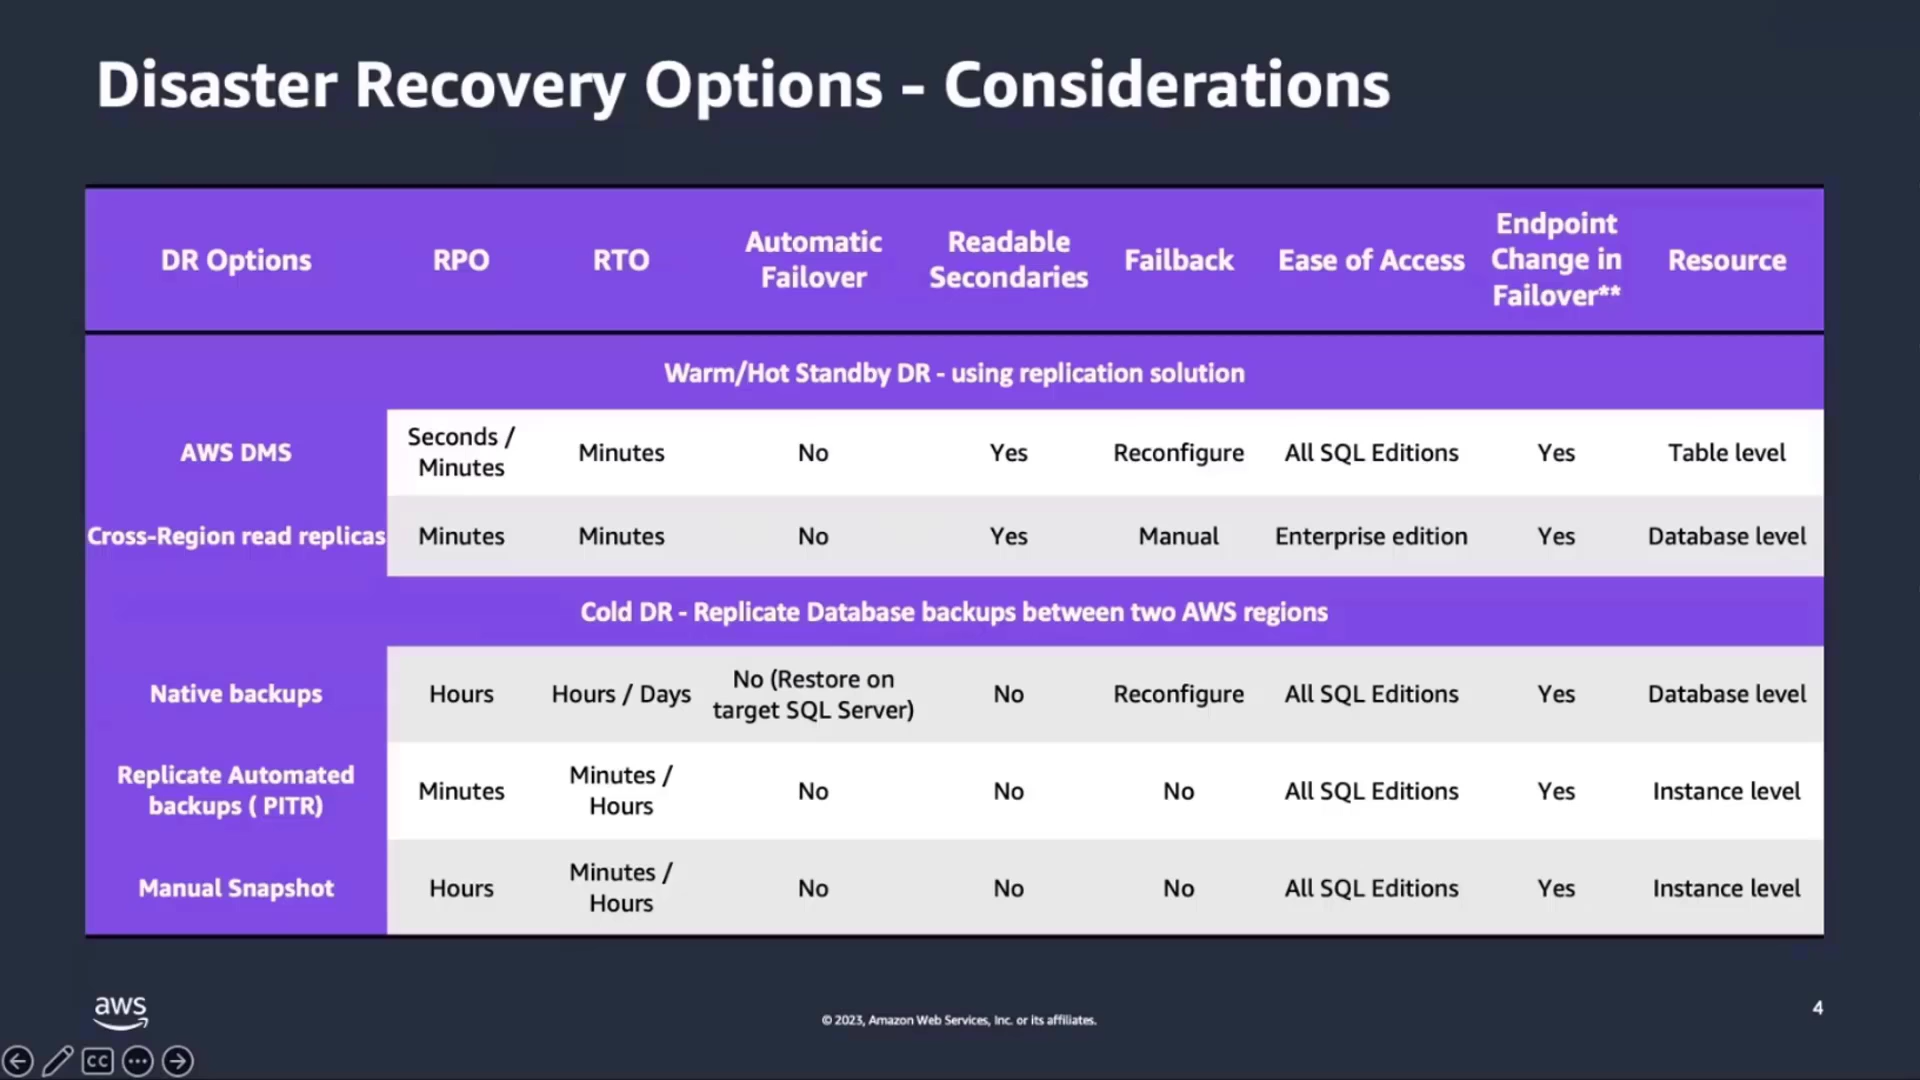 Disaster Recovery Options - Considerations
DR Options
RPO
RTO
Automatic
Failover
Readable
Secondaries
Failback
Ease of Access
Endpoint
Change in
Failover**
Resource
Warm/Hot Standby DR - using replication solution
AWS DMS
Seconds /
Minutes
Minutes
No
Yes
Reconfigure
All SQL Editions
Yes
Table level
Cross-Region read replicas
Minutes
Minutes
No
Yes
Manual
Enterprise edition
Yes
Database level
Cold DR - Replicate Database backups between two AWS regions
Native backups
Hours
Hours / Days
No (Restore on
target SQL Server)
No
Reconfigure
All SQL Editions
Yes
Database level
Replicate Automated
backups ( PITR)
Minutes
Minutes /
Hours
No
No
No
All SQL Editions
Yes
Instance level
Manual Snapshot
Hours
Minutes /
Hours
No
No
No
All SQL Editions
Yes
Instance level
aws
© 2023, Amazon Web Services, Inc. or its affiliates.
4
CC